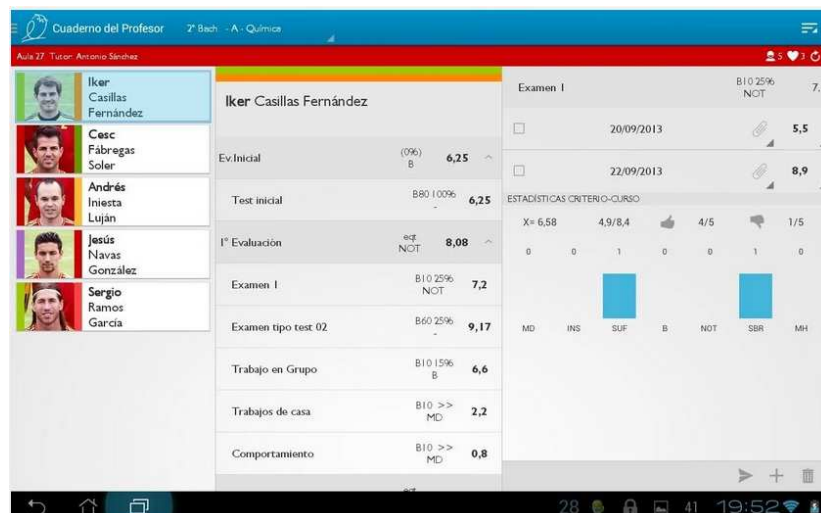 Cuaderno del Profesor 2º Bach. - A - Química
Aula 27. Tutor: Antonio Sánchez 5 3
Iker
Casillas
Fernández
Cesc
Fábregas
Soler
Andrés
Iniesta
Luján
Jesús
Navas
González
Sergio
Ramos
García
Iker Casillas Fernández
Ev.Inicial (0%) B 6,25
Test inicial B80 100% - 6,25
1º Evaluación eqt NOT 8,08
Examen 1 B10 25% NOT 7,2
Examen tipo test 02 B60 25% - 9,17
Trabajo en Grupo B10 15% B 6,6
Trabajos de casa B10 >> MD 2,2
Comportamiento B10 >> MD 0,8
Examen 1 B10 25% NOT 7,
20/09/2013 5,5
22/09/2013 8,9
ESTADÍSTICAS CRITERIO-CURSO
X= 6,58 4,9/8,4 4/5 1/5
0 0 1 0 0 1 0
MD INS SUF B NOT SBR MH
28 41 19:52